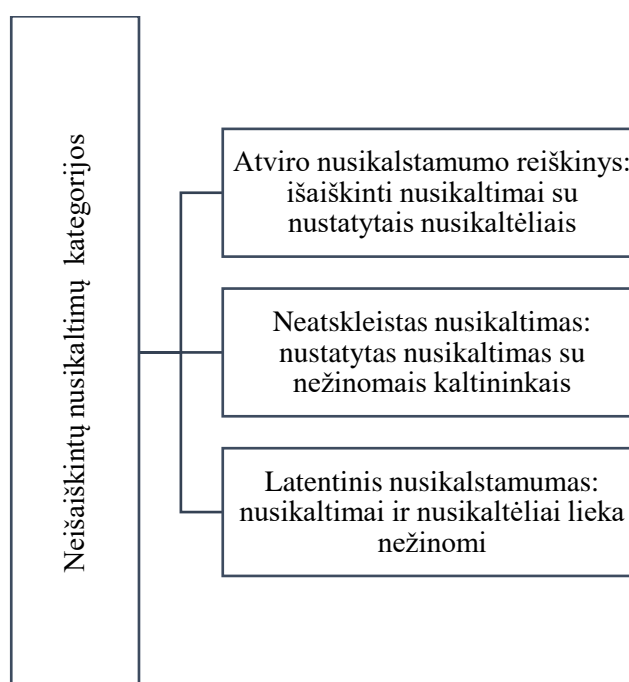 Neišaiškintų nusikaltimų kategorijos
Atviro nusikalstamumo reiškinys:
išaiškinti nusikaltimai su
nustatytais nusikaltėliais
Neatskleistas nusikaltimas:
nustatytas nusikaltimas su
nežinomais kaltininkais
Latentinis nusikalstamumas:
nusikaltimai ir nusikaltėliai lieka
nežinomi